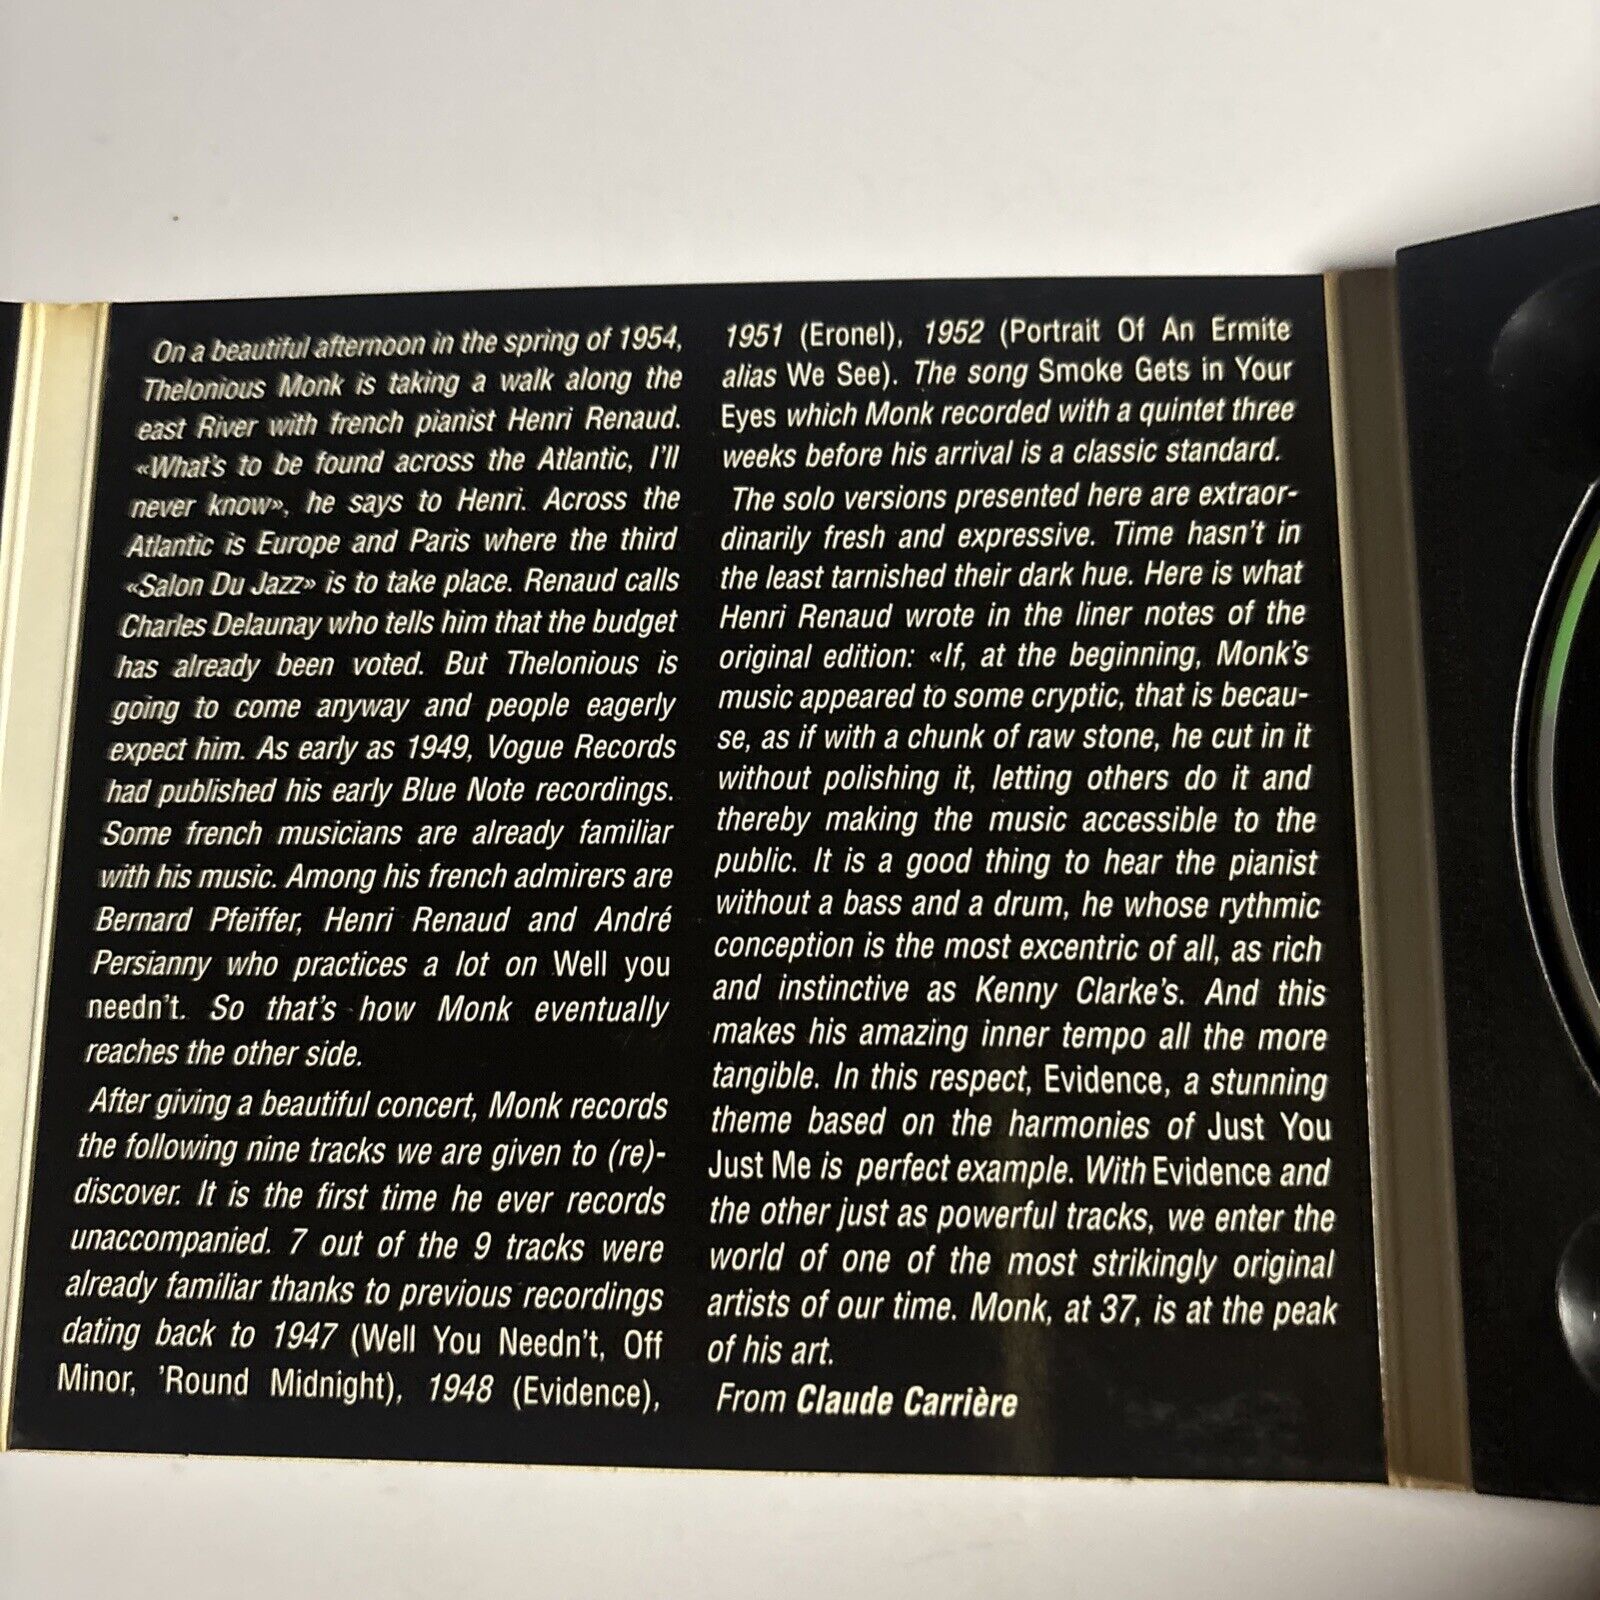 On a beautiful afternoon in the spring of 1954,
Thelonious Monk is taking a walk along the
east River with french pianist Henri Renaud.
«What's to be found across the Atlantic, I'll
never know», he says to Henri. Across the
Atlantic is Europe and Paris where the third
«Salon Du Jazz» is to take place. Renaud calls
Charles Delaunay who tells him that the budget
has already been voted. But Thelonious is
going to come anyway and people eagerly
expect him. As early as 1949, Vogue Records
had published his early Blue Note recordings.
Some french musicians are already familiar
with his music. Among his french admirers are
Bernard Pfeiffer, Henri Renaud and André
Persianny who practices a lot on Well you
needn't. So that's how Monk eventually
reaches the other side.
After giving a beautiful concert, Monk records
the following nine tracks we are given to (re)-
discover. It is the first time he ever records
unaccompanied. 7 out of the 9 tracks were
already familiar thanks to previous recordings
dating back to 1947 (Well You Needn't, Off
Minor, 'Round Midnight), 1948 (Evidence),
1951 (Eronel), 1952 (Portrait Of An Ermite
alias We See). The song Smoke Gets in Your
Eyes which Monk recorded with a quintet three
weeks before his arrival is a classic standard.
The solo versions presented here are extraor-
dinarily fresh and expressive. Time hasn't in
the least tarnished their dark hue. Here is what
Henri Renaud wrote in the liner notes of the
original edition: «If, at the beginning, Monk's
music appeared to some cryptic, that is becau-
se, as if with a chunk of raw stone, he cut in it
without polishing it, letting others do it and
thereby making the music accessible to the
public. It is a good thing to hear the pianist
without a bass and a drum, he whose rythmic
conception is the most excentric of all, as rich
and instinctive as Kenny Clarke's. And this
makes his amazing inner tempo all the more
tangible. In this respect, Evidence, a stunning
theme based on the harmonies of Just You
Just Me is perfect example. With Evidence and
the other just as powerful tracks, we enter the
world of one of the most strikingly original
artists of our time. Monk, at 37, is at the peak
of his art.
From Claude Carrière